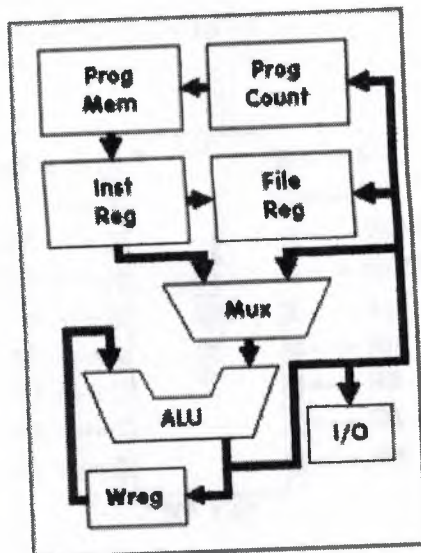 Prog
Mem
Prog
Count
Inst
Reg
File
Reg
Mux
ALU
I/O
Wreg